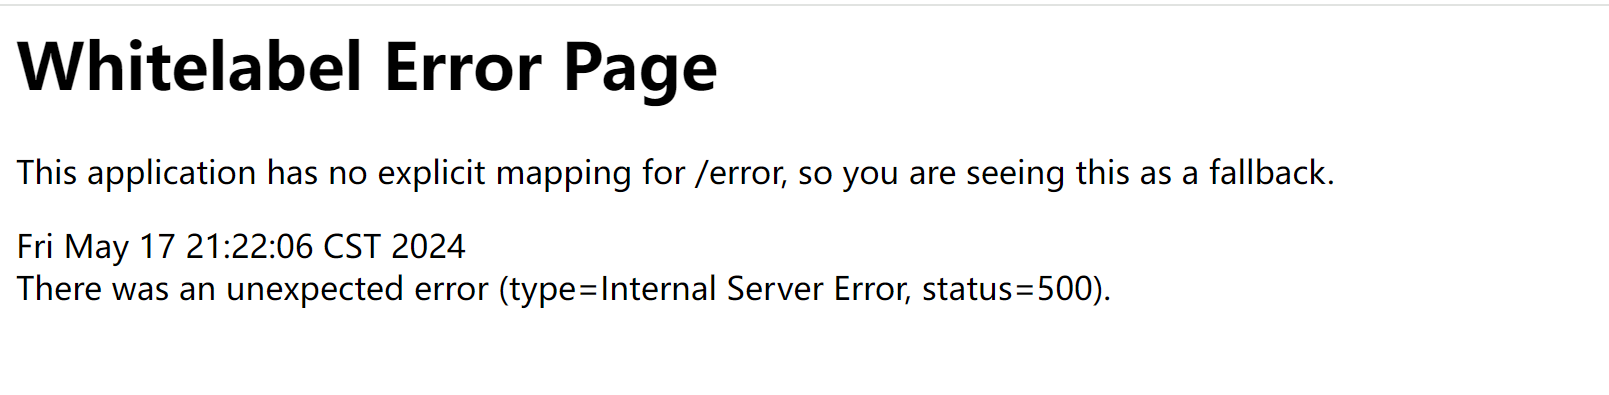 Whitelabel Error Page
This application has no explicit mapping for /error, so you are seeing this as a fallback.
Fri May 17 21:22:06 CST 2024
There was an unexpected error (type=Internal Server Error, status=500).